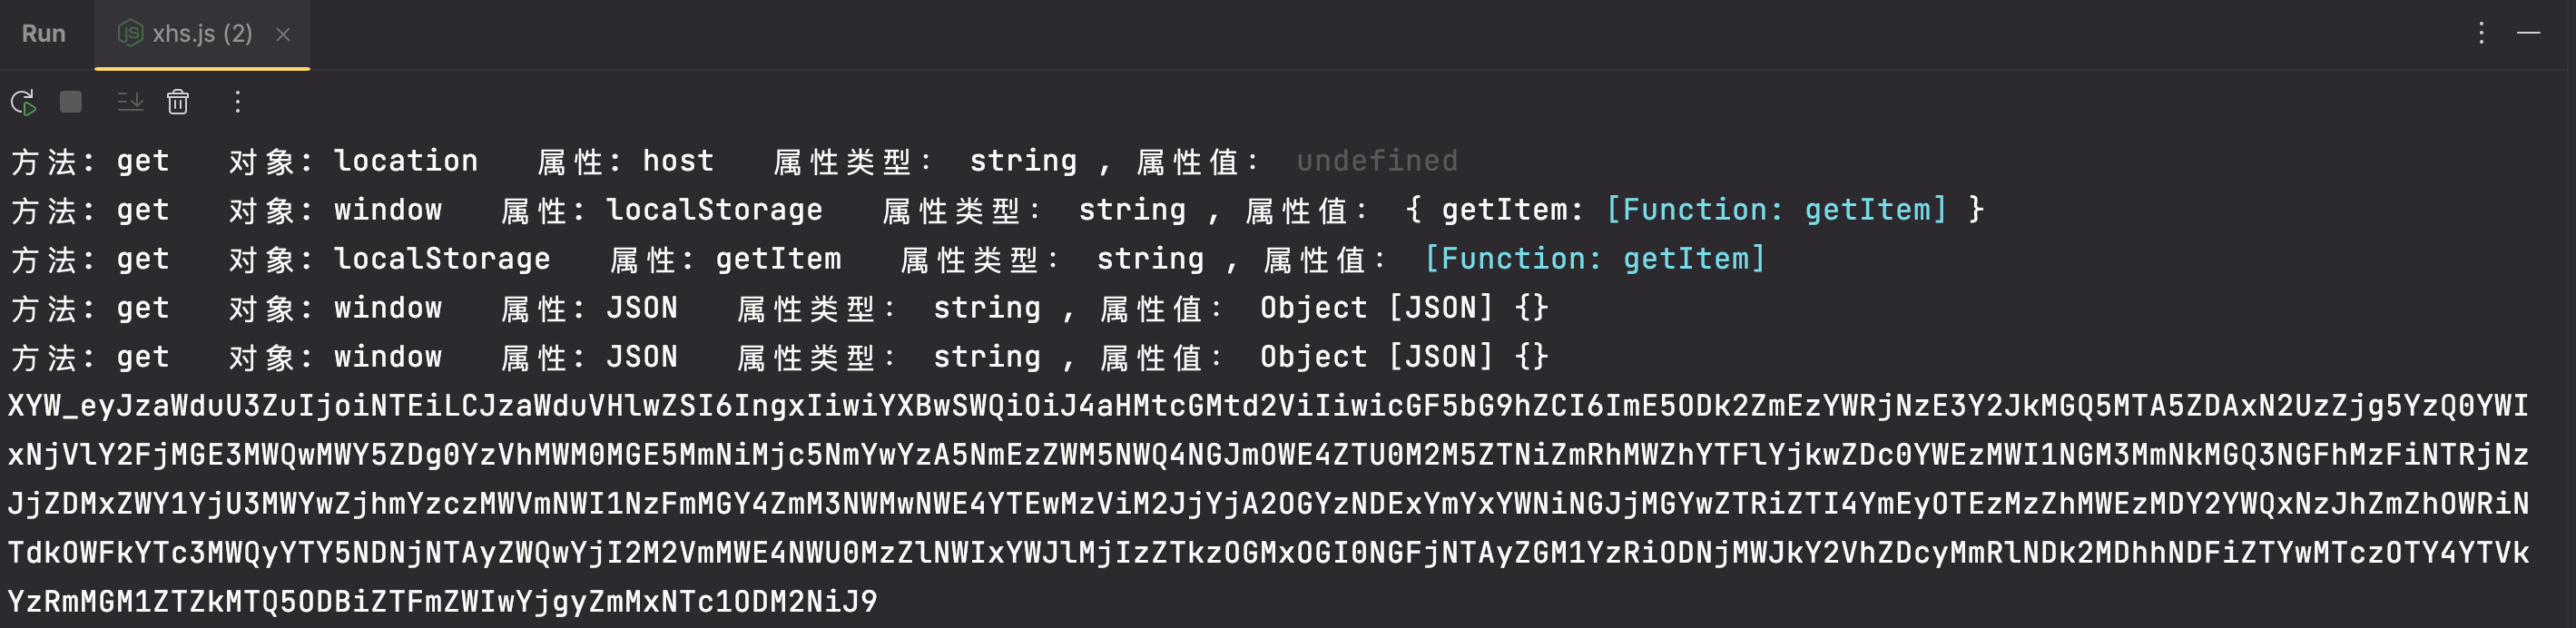 Run xhs.js (2)
方法: get 对象: location 属性: host 属性类型： string , 属性值： undefined
方法: get 对象: window 属性: localStorage 属性类型： string , 属性值： { getItem: [Function: getItem] }
方法: get 对象: localStorage 属性: getItem 属性类型： string , 属性值： [Function: getItem]
方法: get 对象: window 属性: JSON 属性类型： string , 属性值： Object [JSON] {}
方法: get 对象: window 属性: JSON 属性类型： string , 属性值： Object [JSON] {}
XYW_eyJzaWduU3ZuIjoiNTEiLCJzaWduVHlwZSI6IngxIiwiYXBwSWQiOiJ4aHMtcGMtd2ViIiwicGF5bG9hZCI6ImE5ODk2ZmEzYWRjNzE3Y2JkMGQ5MTA5ZDAxN2UzZjg5YzQ0YWI
xNjVlY2FjMGE3MWQwMWY5ZDg0YzVhMWM0MGE5MmNiMjc5NmYwYzA5NmEzZWM5NWQ4NGJmOWE4ZTU0M2M5ZTNiZmRhMWZhYTFlYjkwZDc0YWEzMWI1NGM3MmNkMGQ3NGFhMzFiNTRjNz
JjZDMxZWY1YjU3MWYwZjhmYzczMWVmNWI1NzFmMGY4ZmM3NWMwNWE4YTEwMzViM2JjYjA2OGYzNDExYmYxYWNiNGJjMGYwZTRiZTI4YmEyOTEzMzZhMWEzMDY2YWQxNzJhZmZhOWRiN
TdkOWFkYTc3MWQyYTY5NDNjNTAyZWQwYjI2M2VmMWE4NWU0MzZlNWIxYWJlMjIzZTkzOGMxOGI0NGFjNTAyZGM1YzRiODNjMWJkY2VhZDcyMmRlNDk2MDhhNDFiZTYwMTczOTY4YTVk
YzRmMGM1ZTZkMTQ5ODBiZTFmZWIwYjgyZmMxNTc1ODM2NiJ9